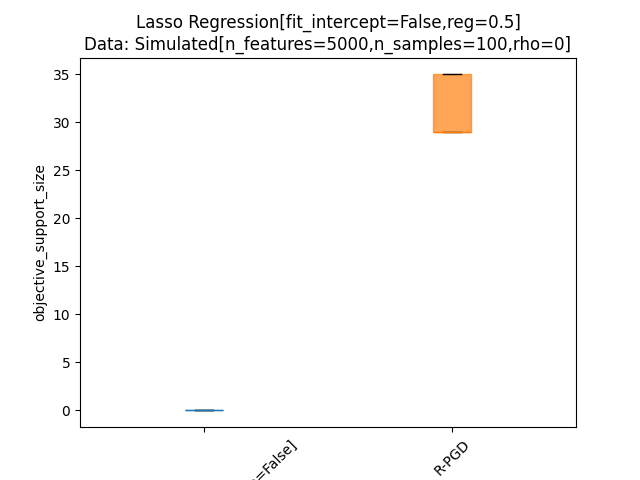 Lasso Regression[fit_intercept=False,reg=0.5]
Data: Simulated[n_features=5000,n_samples=100,rho=0]
objective_support_size
35
30
25
20
15
10
5
0
=False]
R-PGD